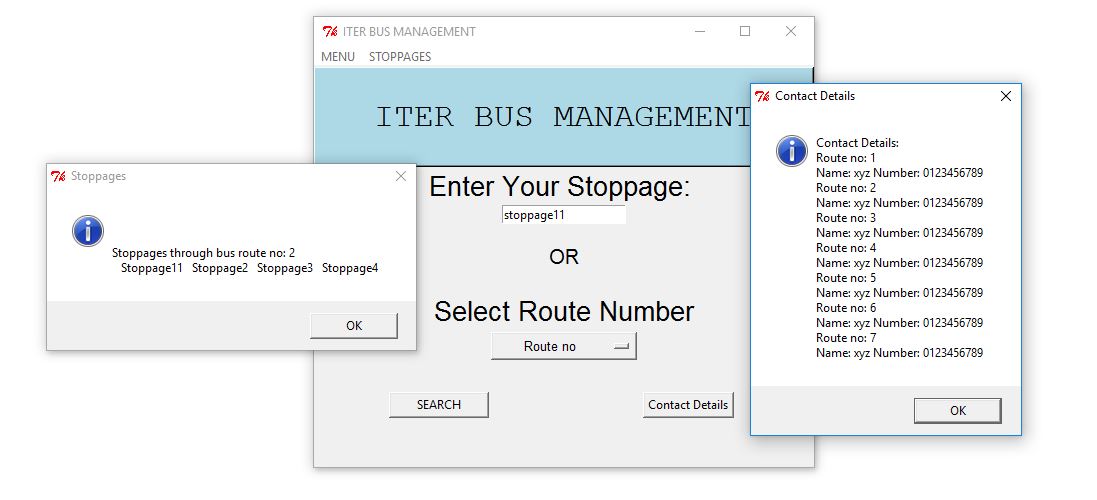 ITER BUS MANAGEMENT
MENU STOPPAGES
ITER BUS MANAGEMENT
Enter Your Stoppage:
stoppage11
OR
Select Route Number
Route no
SEARCH Contact Details
Stoppages
Stoppages through bus route no: 2
Stoppage11 Stoppage2 Stoppage3 Stoppage4
OK
Contact Details
Contact Details:
Route no: 1
Name: xyz Number: 0123456789
Route no: 2
Name: xyz Number: 0123456789
Route no: 3
Name: xyz Number: 0123456789
Route no: 4
Name: xyz Number: 0123456789
Route no: 5
Name: xyz Number: 0123456789
Route no: 6
Name: xyz Number: 0123456789
Route no: 7
Name: xyz Number: 0123456789
OK